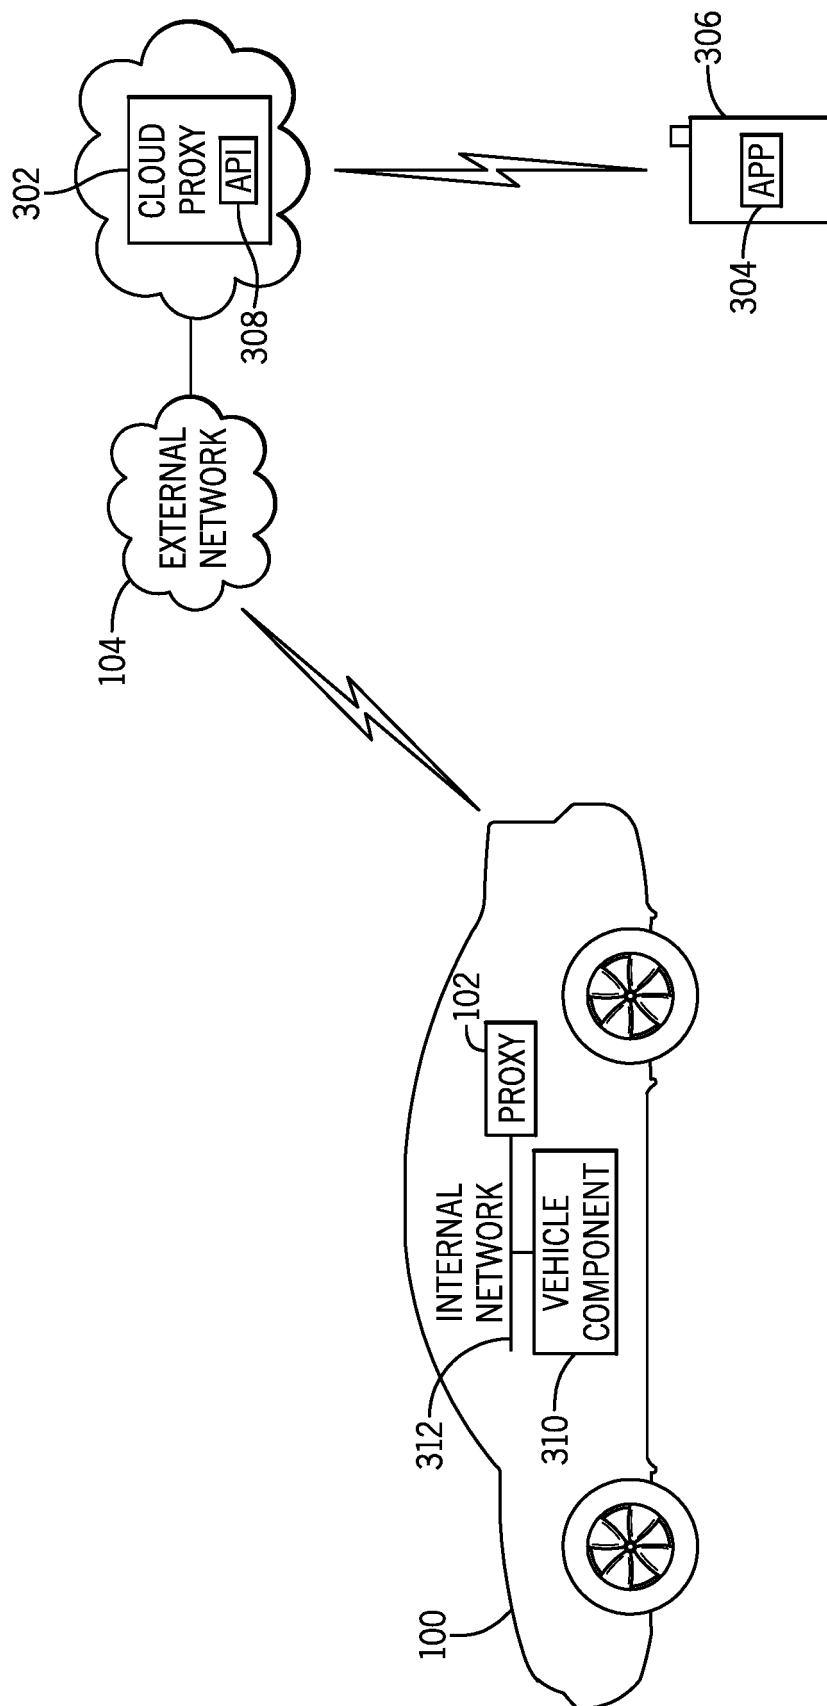 302
CLOUD
PROXY
API
308
306
APP
304
EXTERNAL
NETWORK
104
102
PROXY
INTERNAL
NETWORK
312
VEHICLE
COMPONENT
310
100